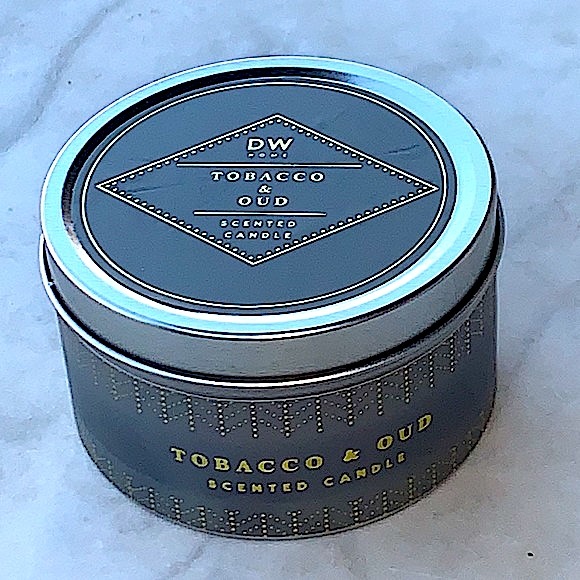 DW
HOME
TOBACCO
&
OUD
SCENTED
CANDLE
TOBACCO & OUD
SCENTED CANDLE